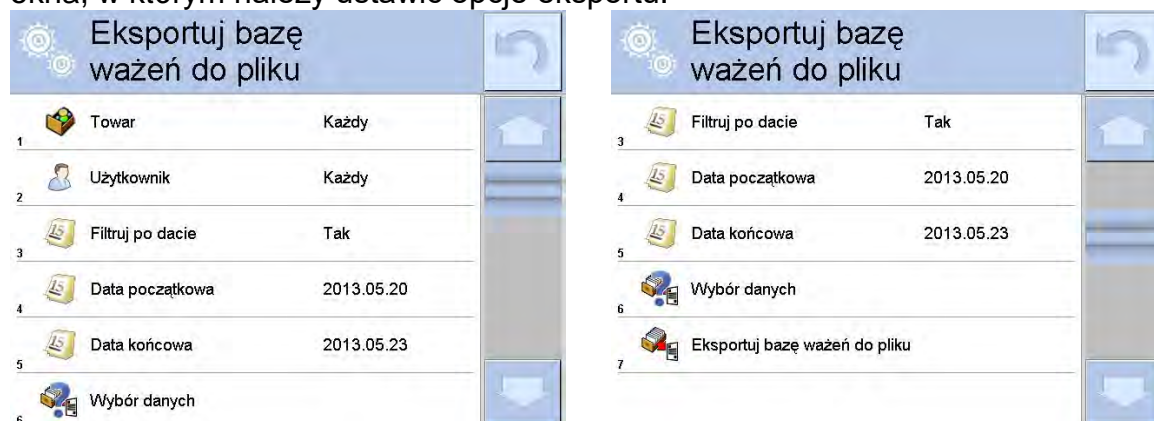 okna, w którym należy ustawić opcje eksportu.
Eksportuj bazę
ważeń do pliku
1 Towar Każdy
2 Użytkownik Każdy
3 Filtruj po dacie Tak
4 Data początkowa 2013.05.20
5 Data końcowa 2013.05.23
6 Wybór danych
Eksportuj bazę
ważeń do pliku
3 Filtruj po dacie Tak
4 Data początkowa 2013.05.20
5 Data końcowa 2013.05.23
6 Wybór danych
7 Eksportuj bazę ważeń do pliku